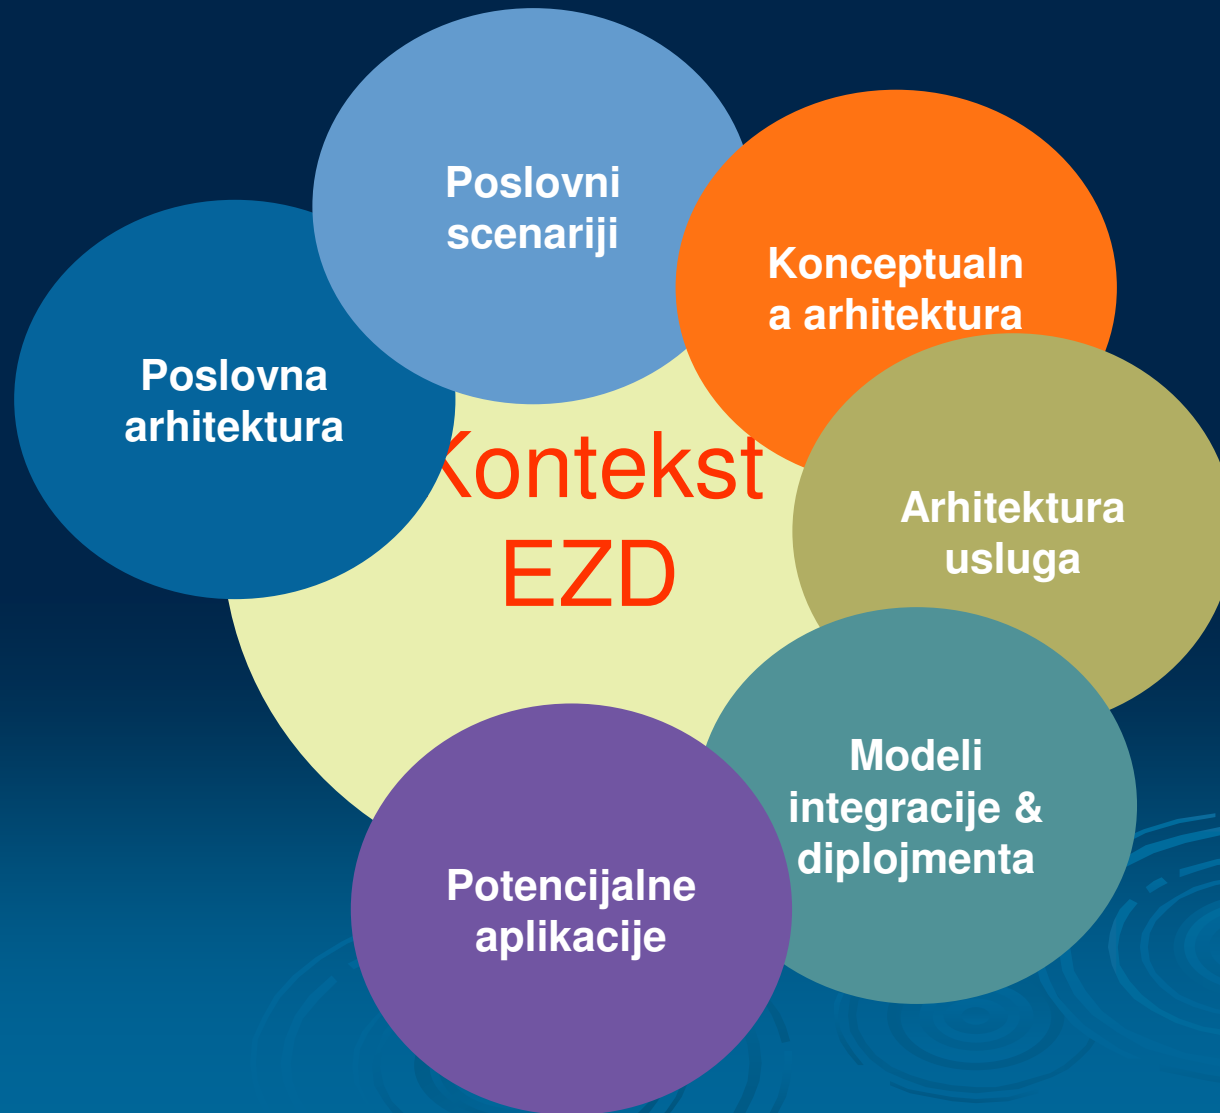 Poslovni
scenariji
Konceptualn
a arhitektura
Poslovna
arhitektura
Kontekst
EZD
Arhitektura
usluga
Modeli
integracije &
diplojmenta
Potencijalne
aplikacije